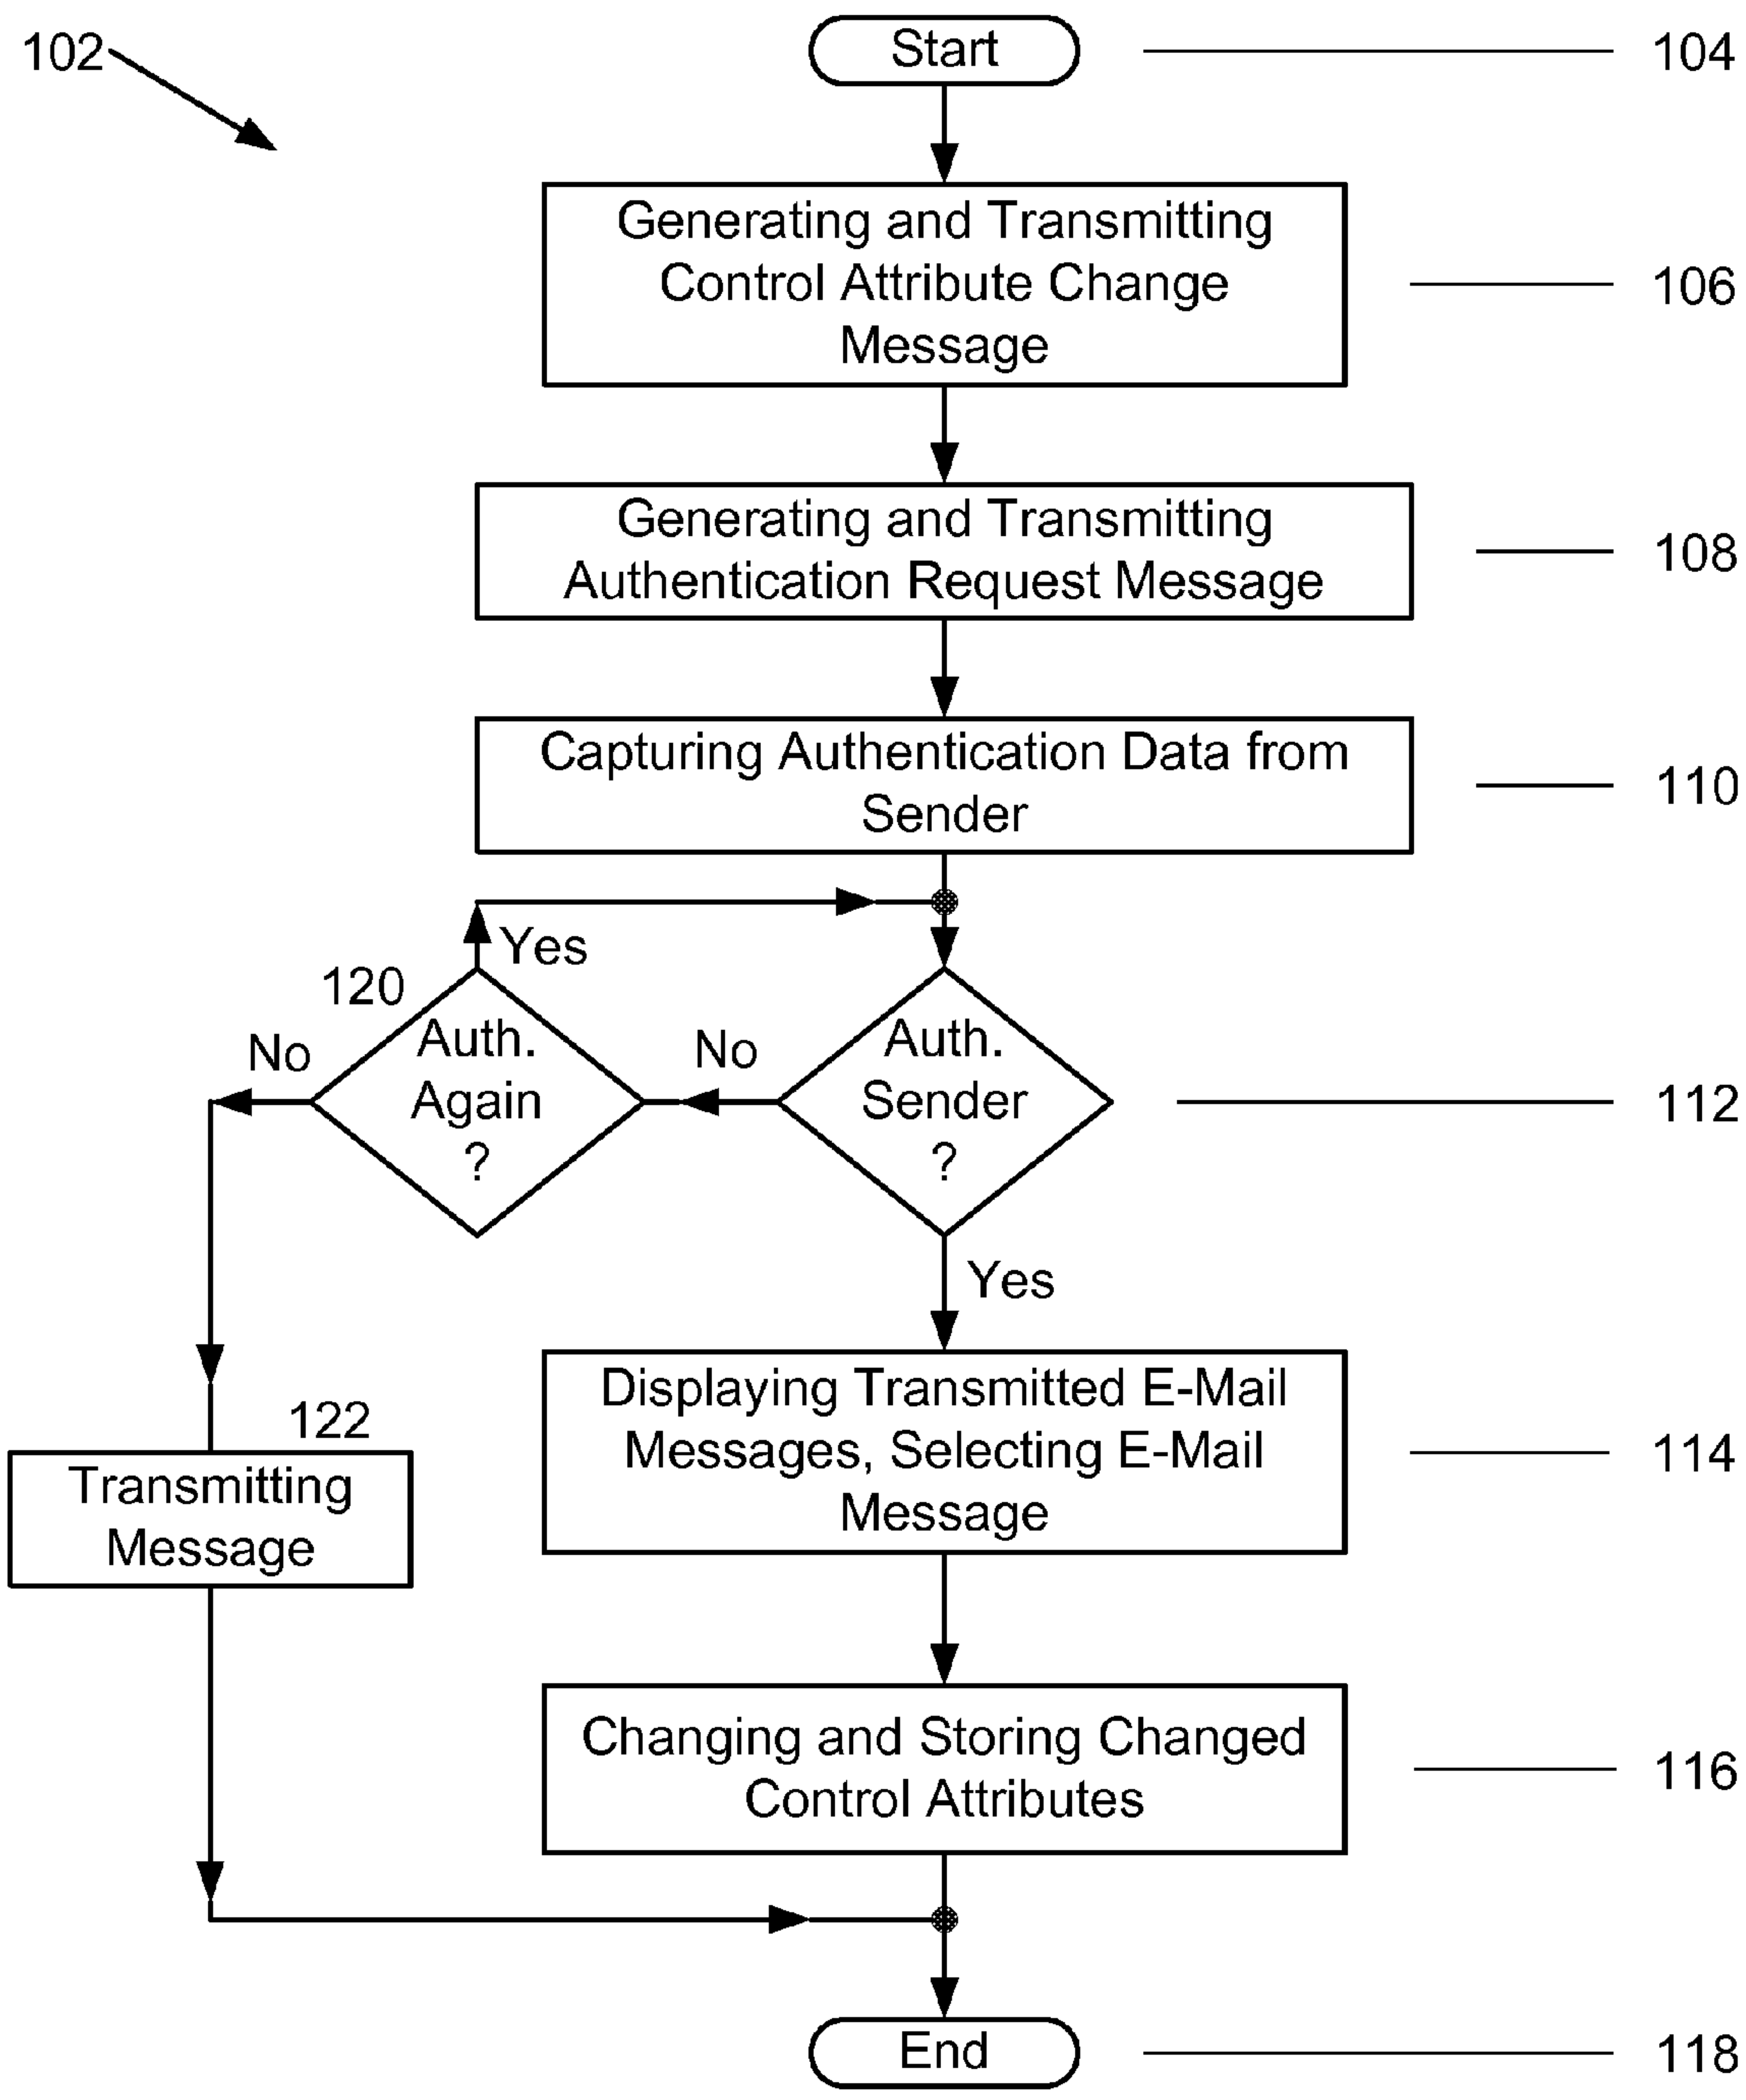 102
Start
104
Generating and Transmitting
Control Attribute Change
Message
106
Generating and Transmitting
Authentication Request Message
108
Capturing Authentication Data from
Sender
110
Yes
120
No
Auth.
Again
?
No
Auth.
Sender
?
112
Yes
Displaying Transmitted E-Mail
Messages, Selecting E-Mail
Message
114
122
Transmitting
Message
Changing and Storing Changed
Control Attributes
116
End
118